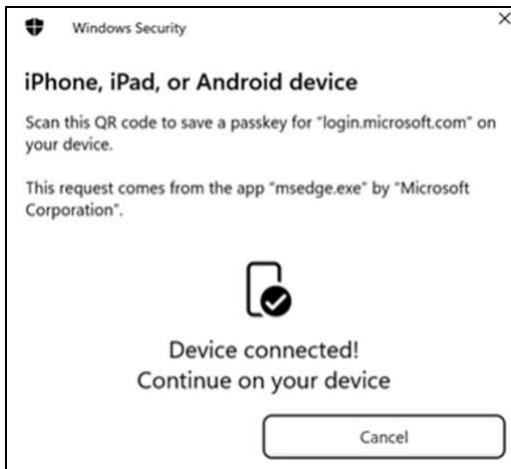 Windows Security
iPhone, iPad, or Android device
Scan this QR code to save a passkey for "login.microsoft.com" on
your device.
This request comes from the app "msedge.exe" by "Microsoft
Corporation".
Device connected!
Continue on your device
Cancel